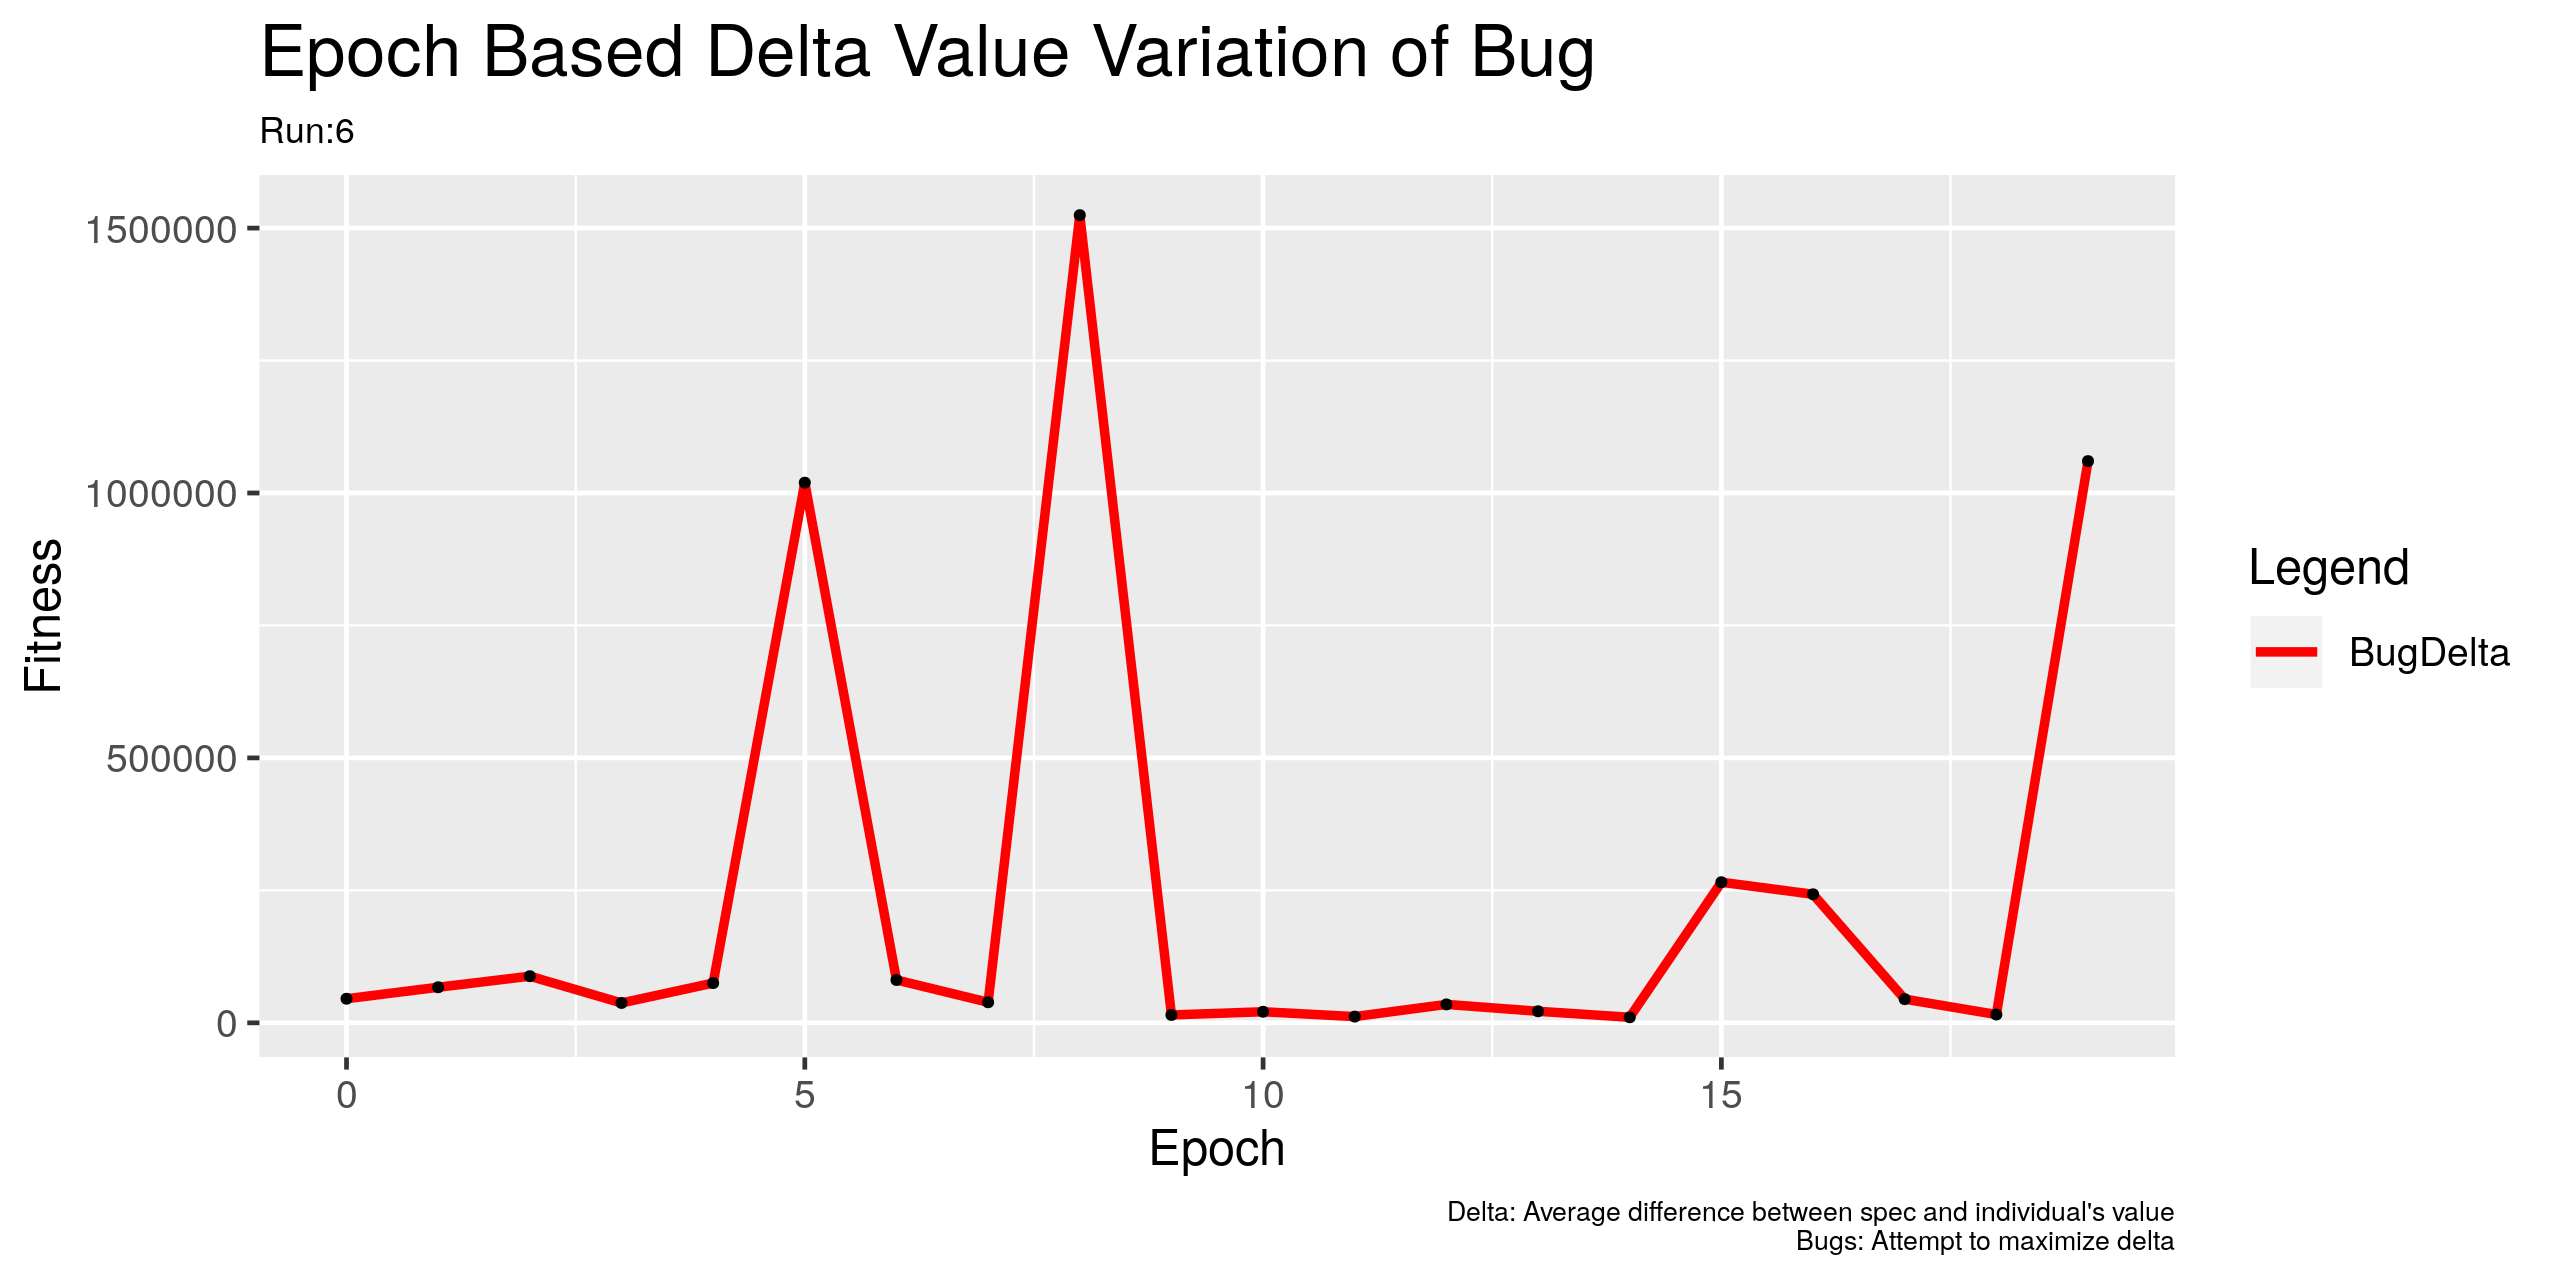 Epoch Based Delta Value Variation of Bug
Run:6
1500000
1000000
500000
0
Fitness
0 5 10 15
Epoch
Legend
BugDelta
Delta: Average difference between spec and individual's value
Bugs: Attempt to maximize delta